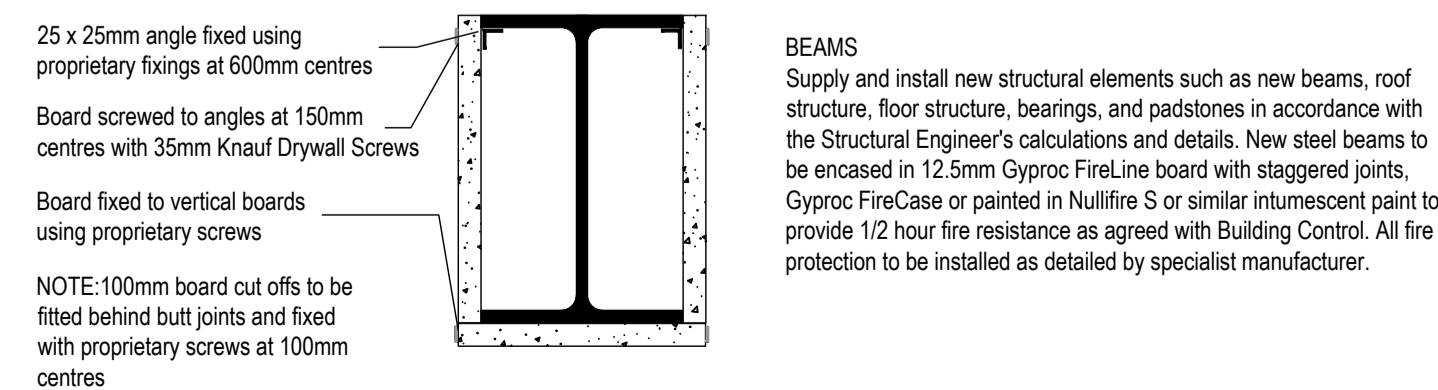 25 x 25mm angle fixed using
proprietary fixings at 600mm centres
Board screwed to angles at 150mm
centres with 35mm Knauf Drywall Screws
Board fixed to vertical boards
using proprietary screws
NOTE:100mm board cut offs to be
fitted behind butt joints and fixed
with proprietary screws at 100mm
centres
BEAMS
Supply and install new structural elements such as new beams, roof
structure, floor structure, bearings, and padstones in accordance with
the Structural Engineer's calculations and details. New steel beams to
be encased in 12.5mm Gyproc FireLine board with staggered joints,
Gyproc FireCase or painted in Nullifire S or similar intumescent paint to
provide 1/2 hour fire resistance as agreed with Building Control. All fire
protection to be installed as detailed by specialist manufacturer.